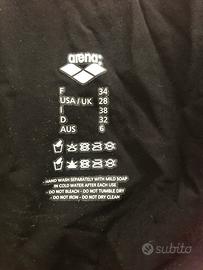 arena
F 34
USA / UK 28
I 38
D 32
AUS 6
HAND WASH SEPARATELY WITH MILD SOAP
IN COLD WATER AFTER EACH USE
DO NOT BLEACH - DO NOT TUMBLE DRY
DO NOT IRON - DO NOT DRY CLEAN
subito